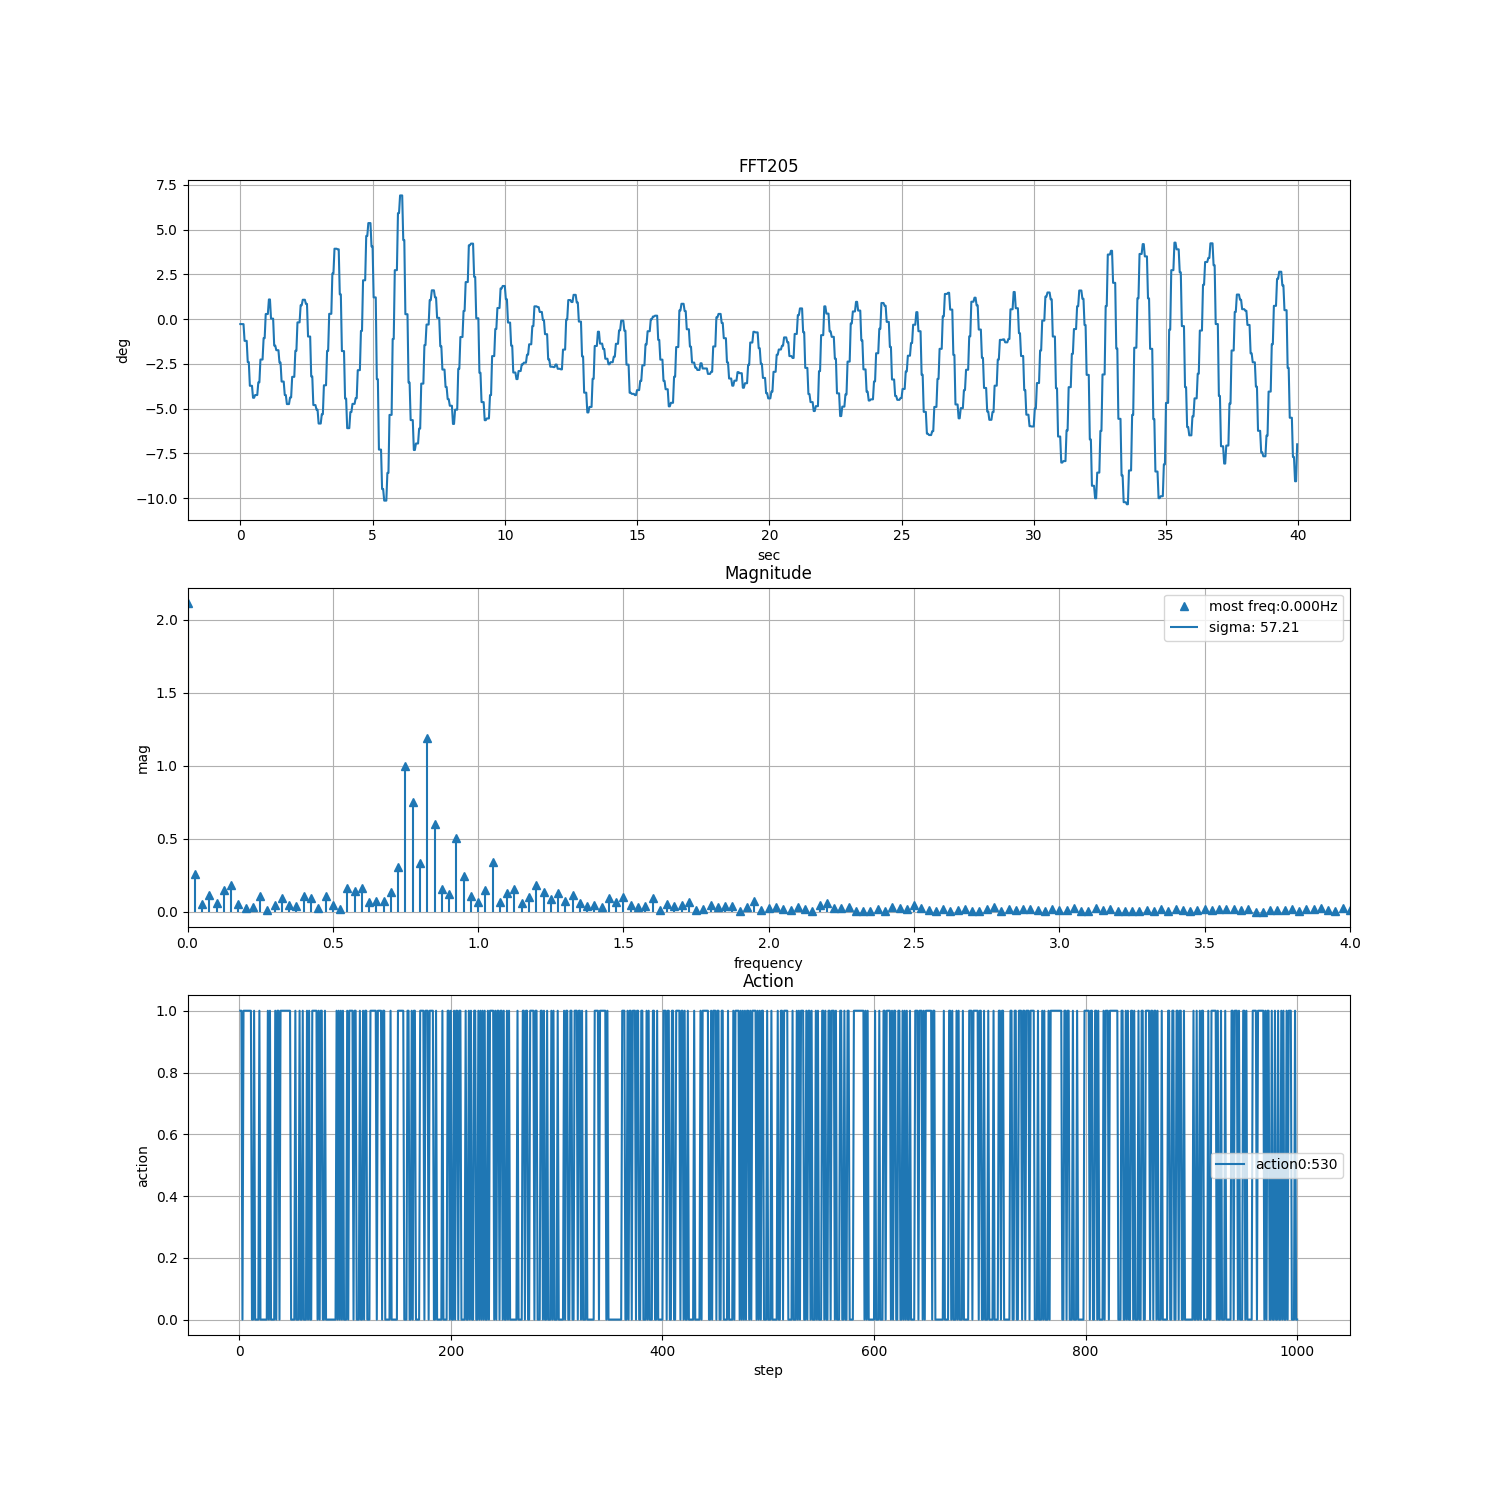 FFT205
7.5
5.0
2.5
0.0
−2.5
−5.0
−7.5
−10.0
deg
0 5 10 15 20 25 30 35 40
sec
Magnitude
2.0
1.5
1.0
0.5
0.0
mag
most freq:0.000Hz
sigma: 57.21
0.0 0.5 1.0 1.5 2.0 2.5 3.0 3.5 4.0
frequency
Action
1.0
0.8
0.6
0.4
0.2
0.0
action
action0:530
0 200 400 600 800 1000
step